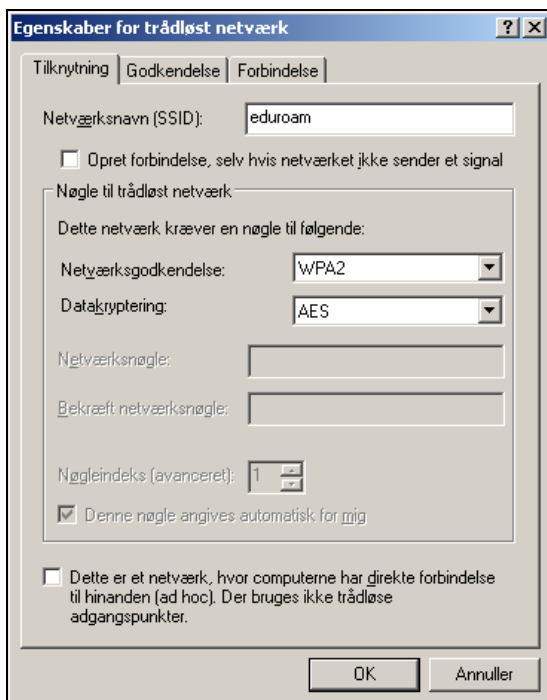 Egenskaber for trådløst netværk
Tilknytning Godkendelse Forbindelse
Netværksnavn (SSID): eduroam
Opret forbindelse, selv hvis netværket ikke sender et signal
Nøgle til trådløst netværk
Dette netværk kræver en nøgle til følgende:
Netværksgodkendelse: WPA2
Datakryptering: AES
Netværksnøgle:
Bekræft netværksnøgle:
Nøgleindeks (avanceret): 1
Denne nøgle angives automatisk for mig
Dette er et netværk, hvor computerne har direkte forbindelse
til hinanden (ad hoc). Der bruges ikke trådløse
adgangspunkter.
OK Annuller